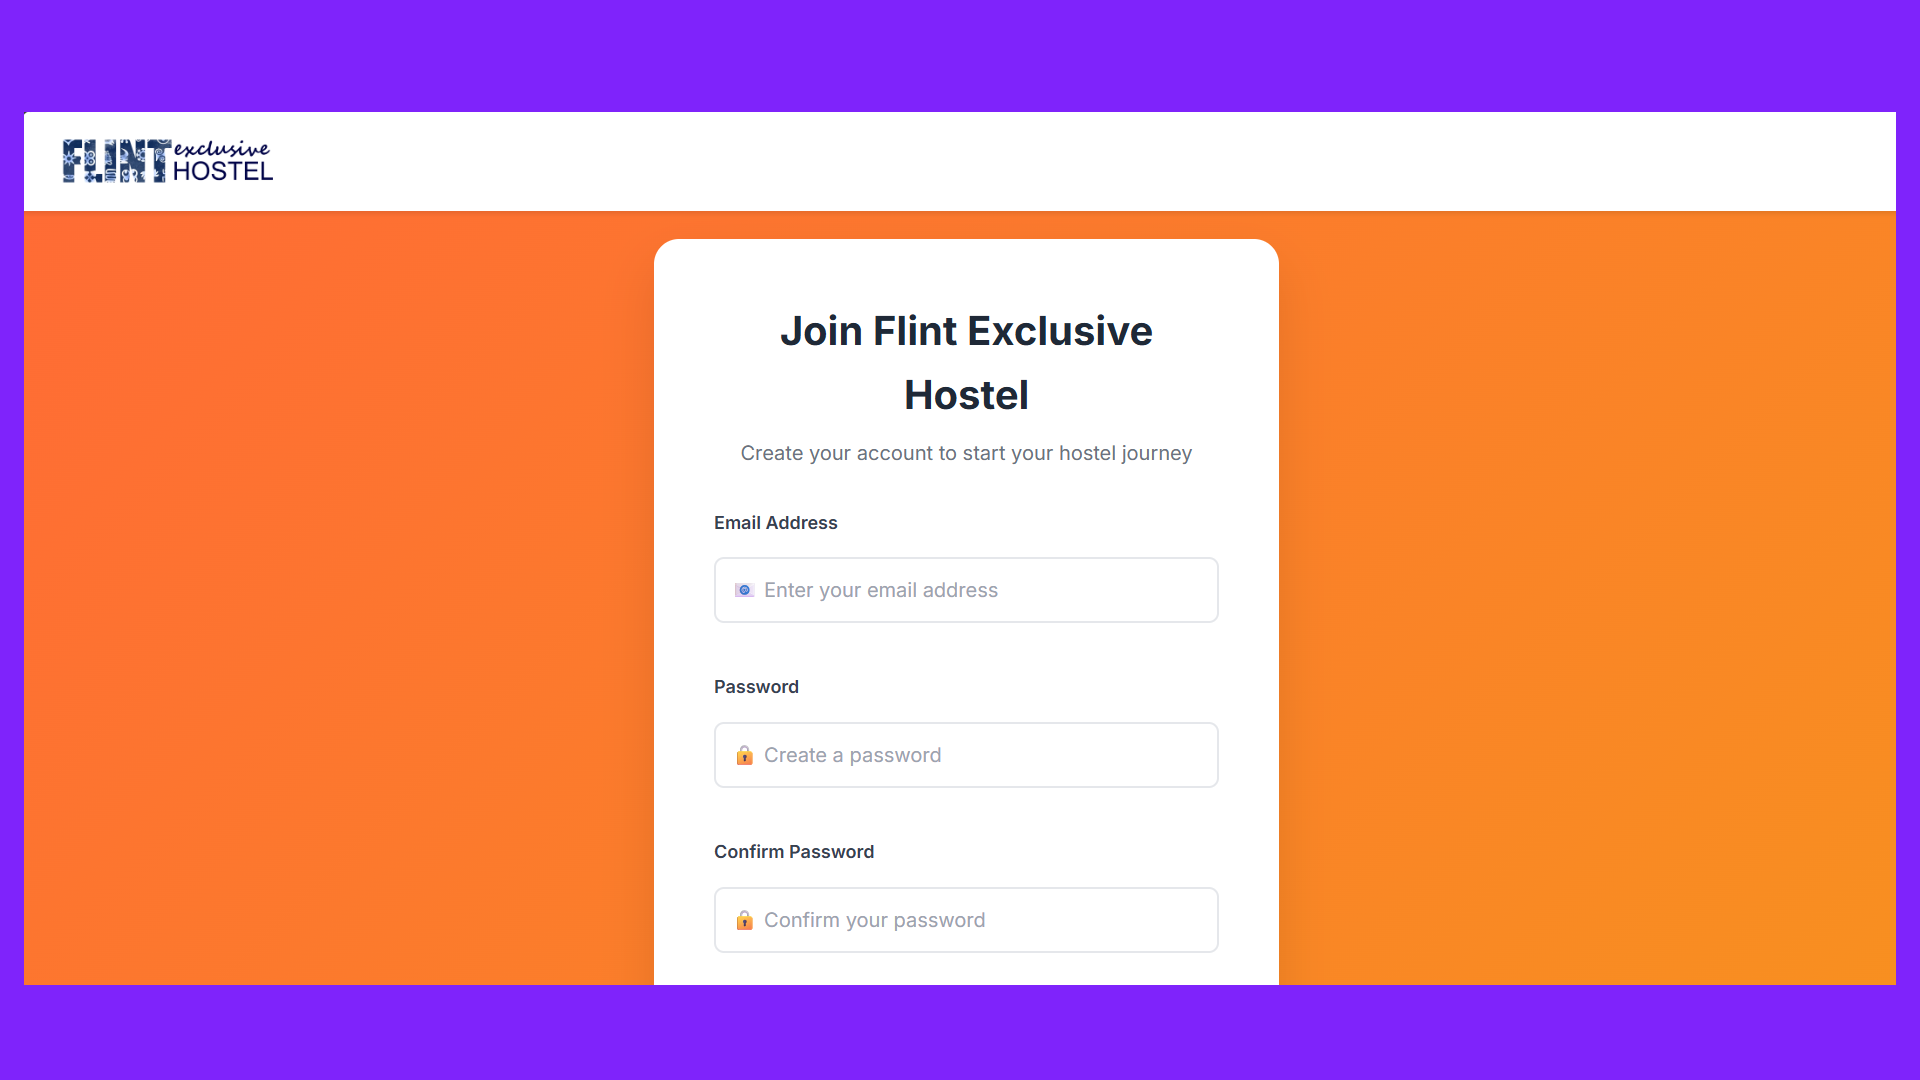 FLINT exclusive
HOSTEL
Join Flint Exclusive
Hostel
Create your account to start your hostel journey
Email Address
Enter your email address
Password
Create a password
Confirm Password
Confirm your password